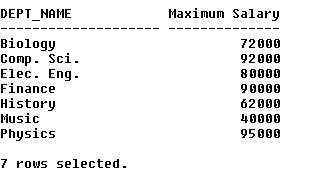 DEPT_NAME Maximum Salary
-------------------- --------------
Biology 72000
Comp. Sci. 92000
Elec. Eng. 80000
Finance 90000
History 62000
Music 40000
Physics 95000
7 rows selected.